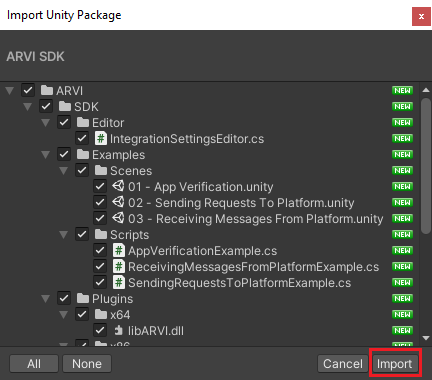 Import Unity Package
x
ARVI SDK
ARVI NEW
SDK NEW
Editor NEW
# IntegrationSettingsEditor.cs NEW
Examples NEW
Scenes NEW
01 - App Verification.unity NEW
02 - Sending Requests To Platform.unity NEW
03 - Receiving Messages From Platform.unity NEW
Scripts NEW
# AppVerificationExample.cs NEW
# ReceivingMessagesFromPlatformExample.cs NEW
# SendingRequestsToPlatformExample.cs NEW
Plugins NEW
x64 NEW
libARVI.dll NEW
x86 NEW
All None Cancel Import